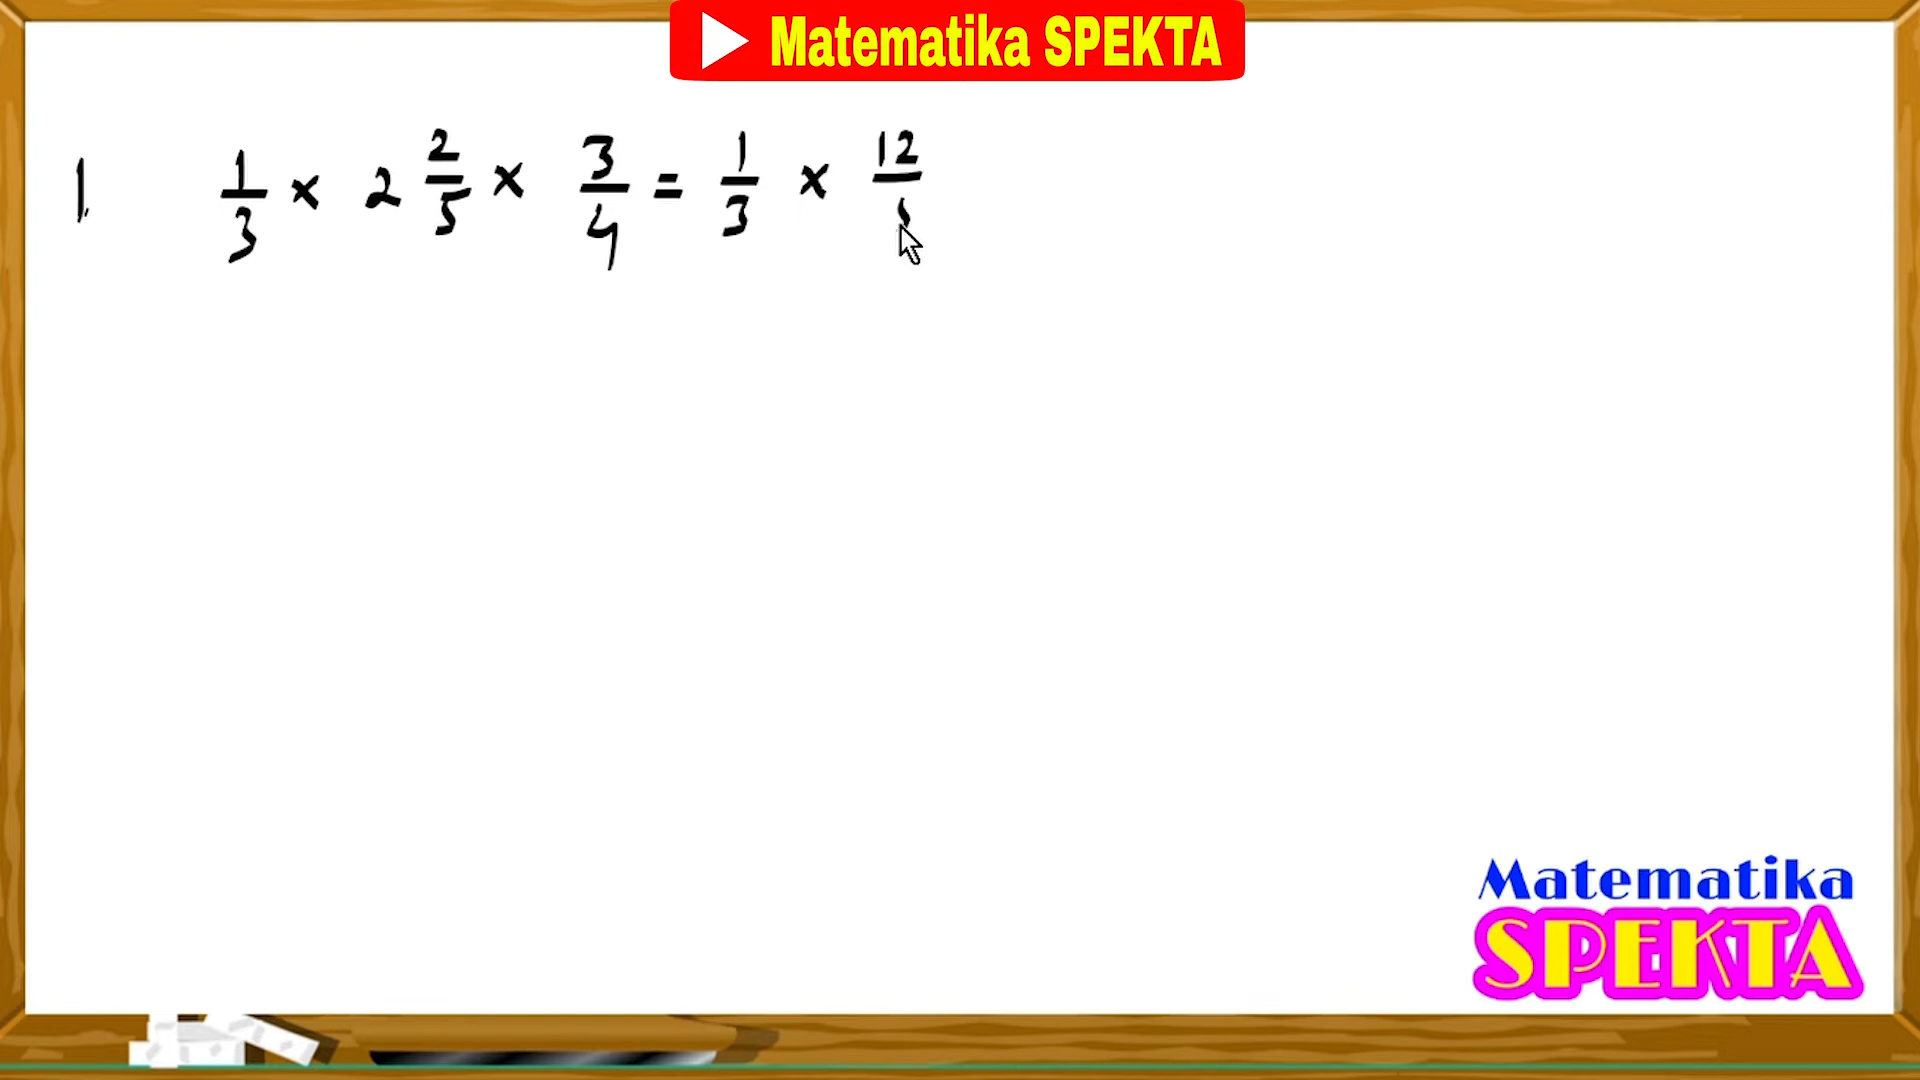 Matematika SPEKTA
1. 1/3 × 2 2/5 × 3/4 = 1/3 × 12/
Matematika
SPEKTA